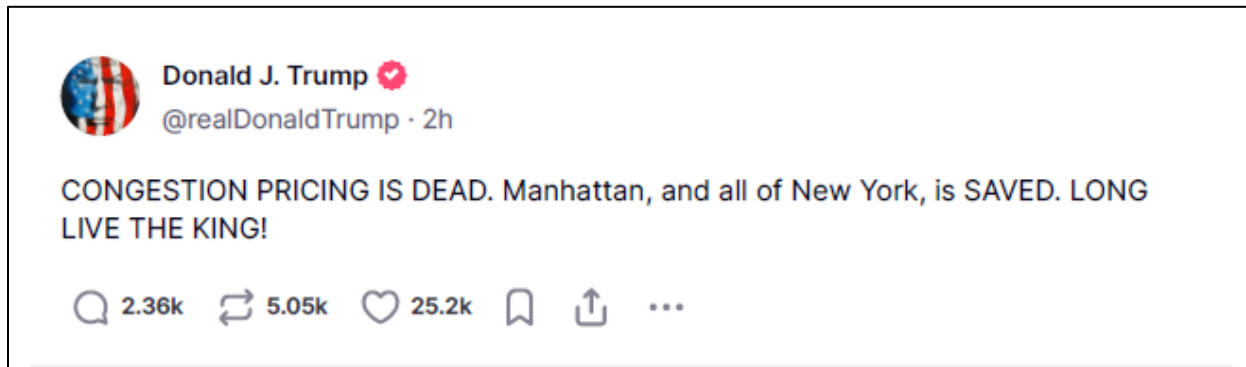 Donald J. Trump
@realDonaldTrump · 2h
CONGESTION PRICING IS DEAD. Manhattan, and all of New York, is SAVED. LONG
LIVE THE KING!
2.36k 5.05k 25.2k